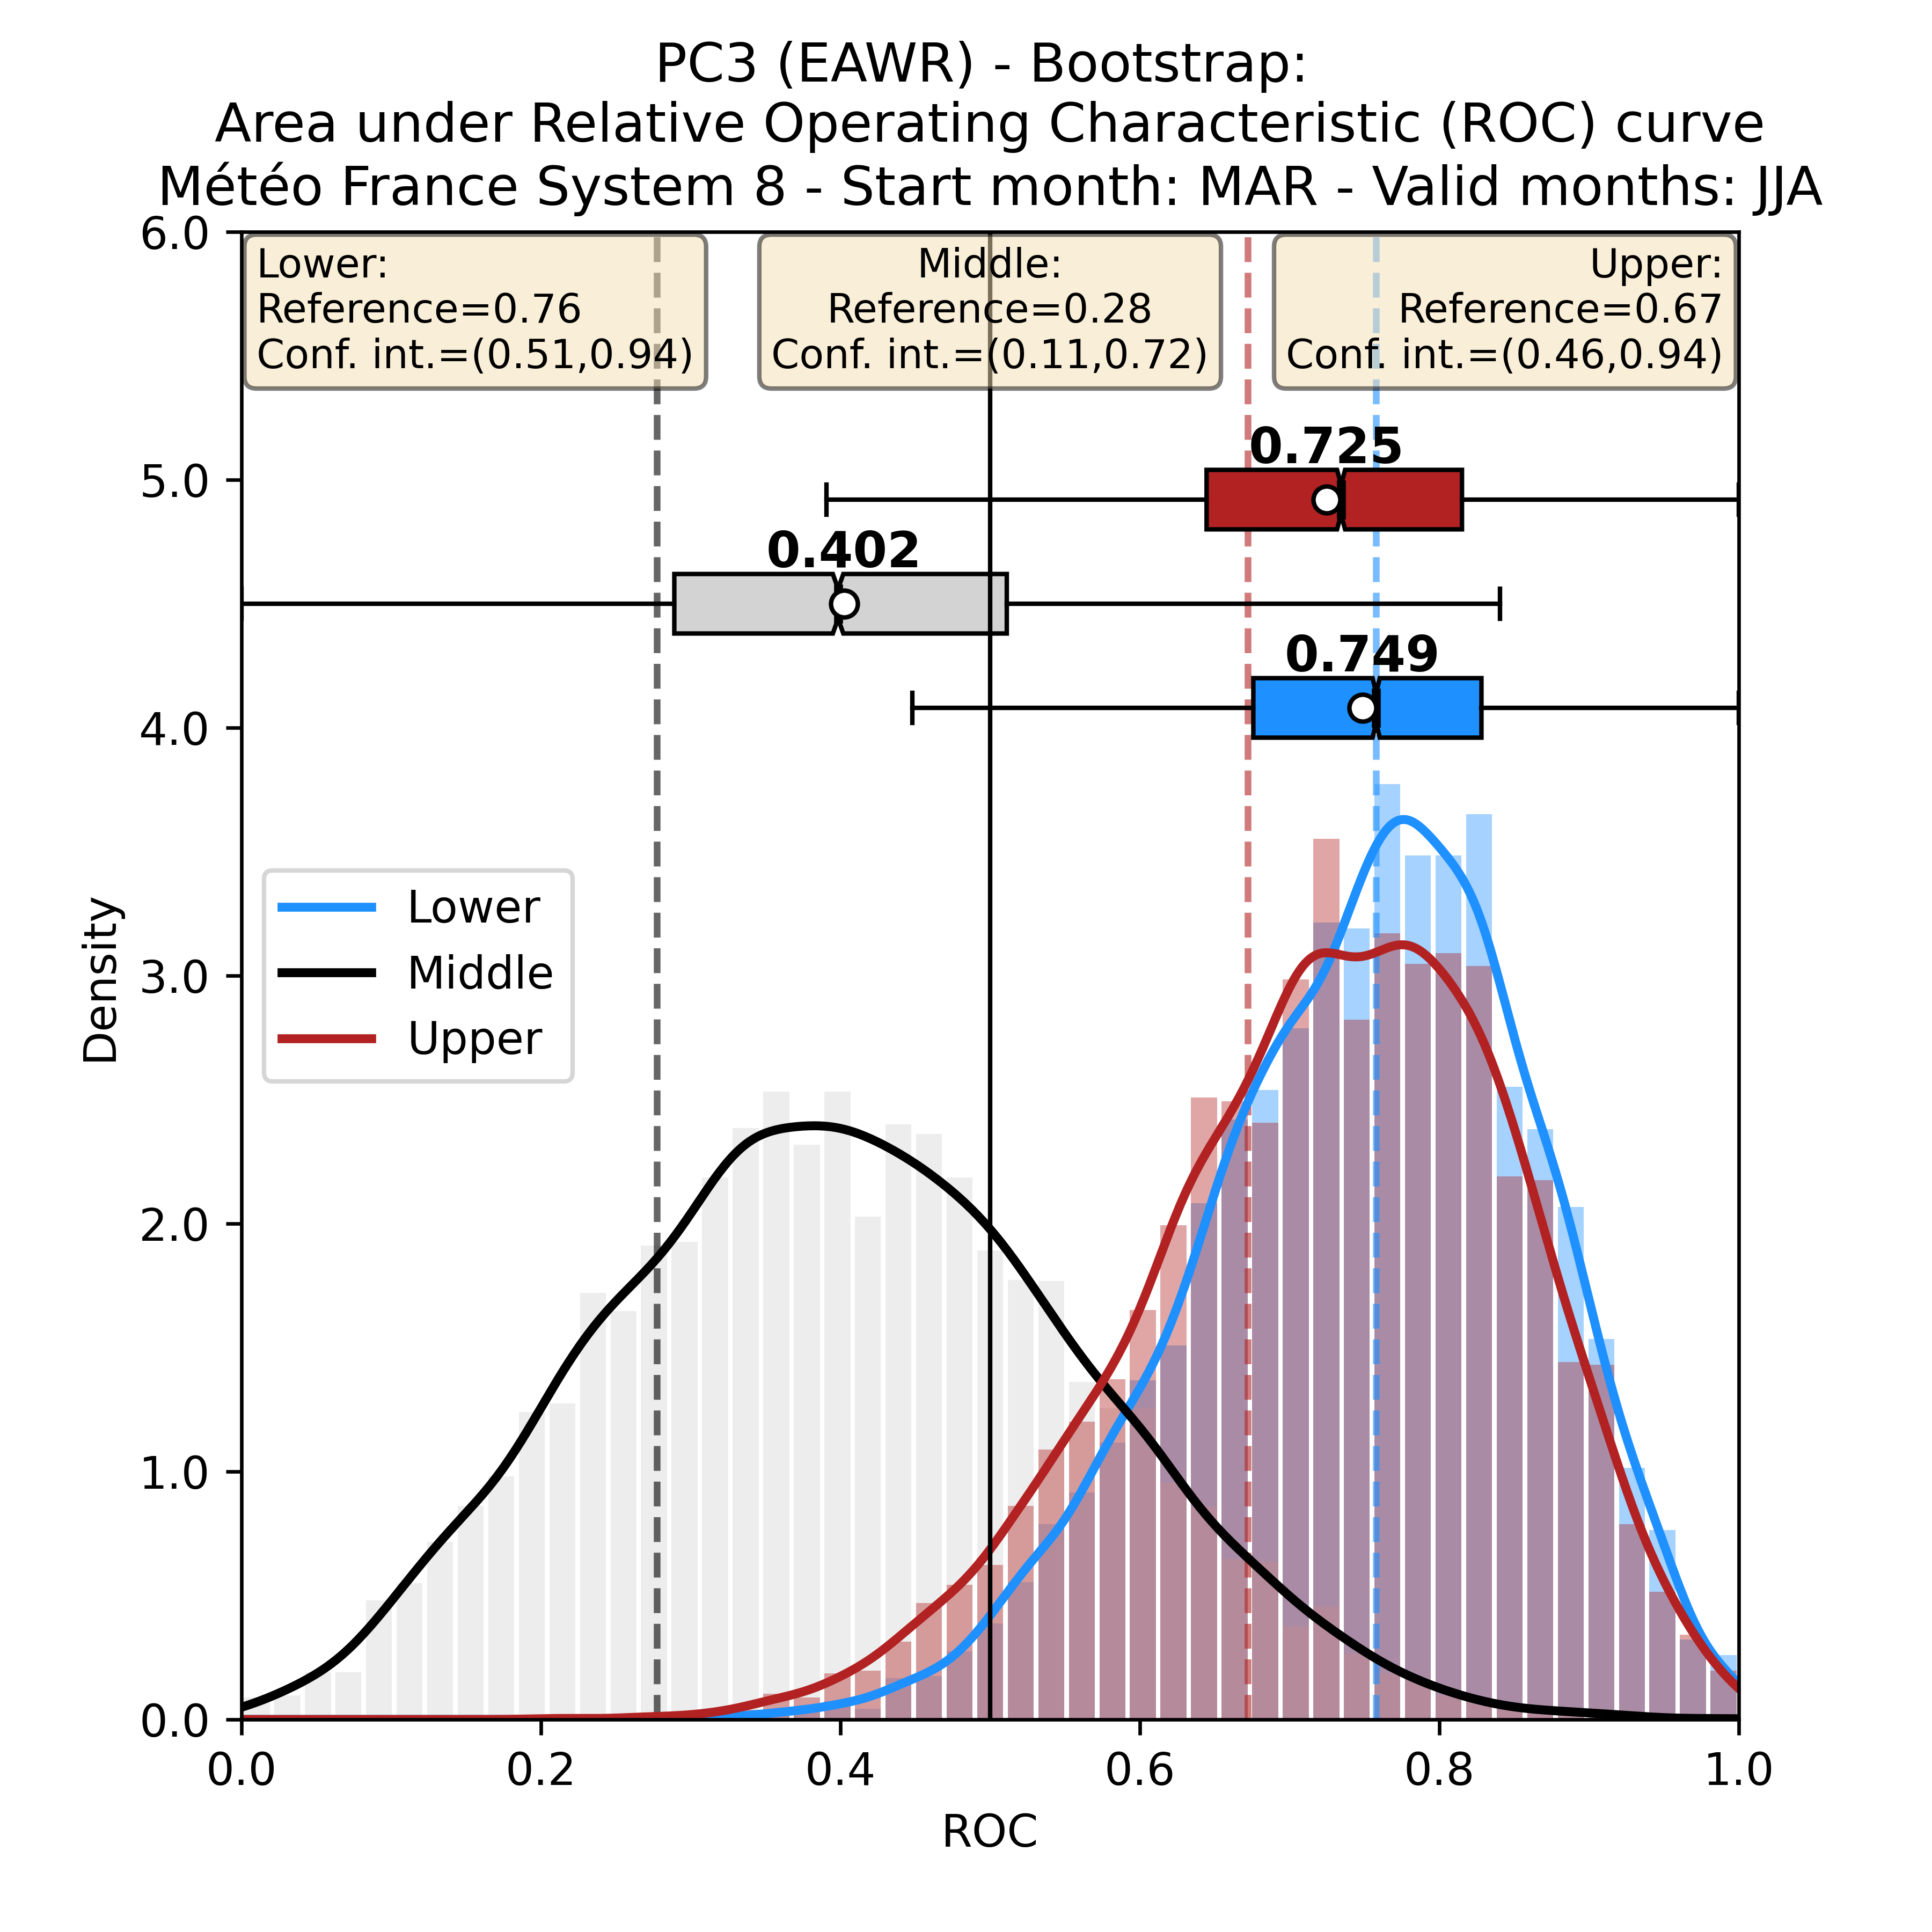 PC3 (EAWR) - Bootstrap:
Area under Relative Operating Characteristic (ROC) curve
Météo France System 8 - Start month: MAR - Valid months: JJA
Lower:
Reference=0.76
Conf. int.=(0.51,0.94)
Middle:
Reference=0.28
Conf. int.=(0.11,0.72)
Upper:
Reference=0.67
Conf. int.=(0.46,0.94)
0.725
0.402
0.749
Lower
Middle
Upper
Density
6.0
5.0
4.0
3.0
2.0
1.0
0.0
0.0
0.2
0.4
0.6
0.8
1.0
ROC